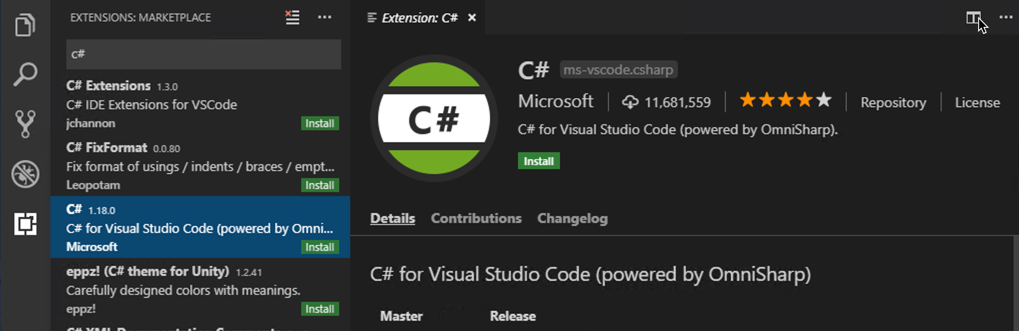 EXTENSIONS: MARKETPLACE
c#
C# Extensions 1.3.0
C# IDE Extensions for VSCode
jchannon Install
C# FixFormat 0.0.80
Fix format of usings / indents / braces / empt...
Leopotam Install
C# 1.18.0
C# for Visual Studio Code (powered by Omni...
Microsoft Install
eppz! (C# theme for Unity) 1.2.41
Carefully designed colors with meanings.
eppz! Install
Extension: C#
C#
C# ms-vscode.csharp
Microsoft 11,681,559 Repository License
C# for Visual Studio Code (powered by OmniSharp).
Install
Details Contributions Changelog
C# for Visual Studio Code (powered by OmniSharp)
Master Release